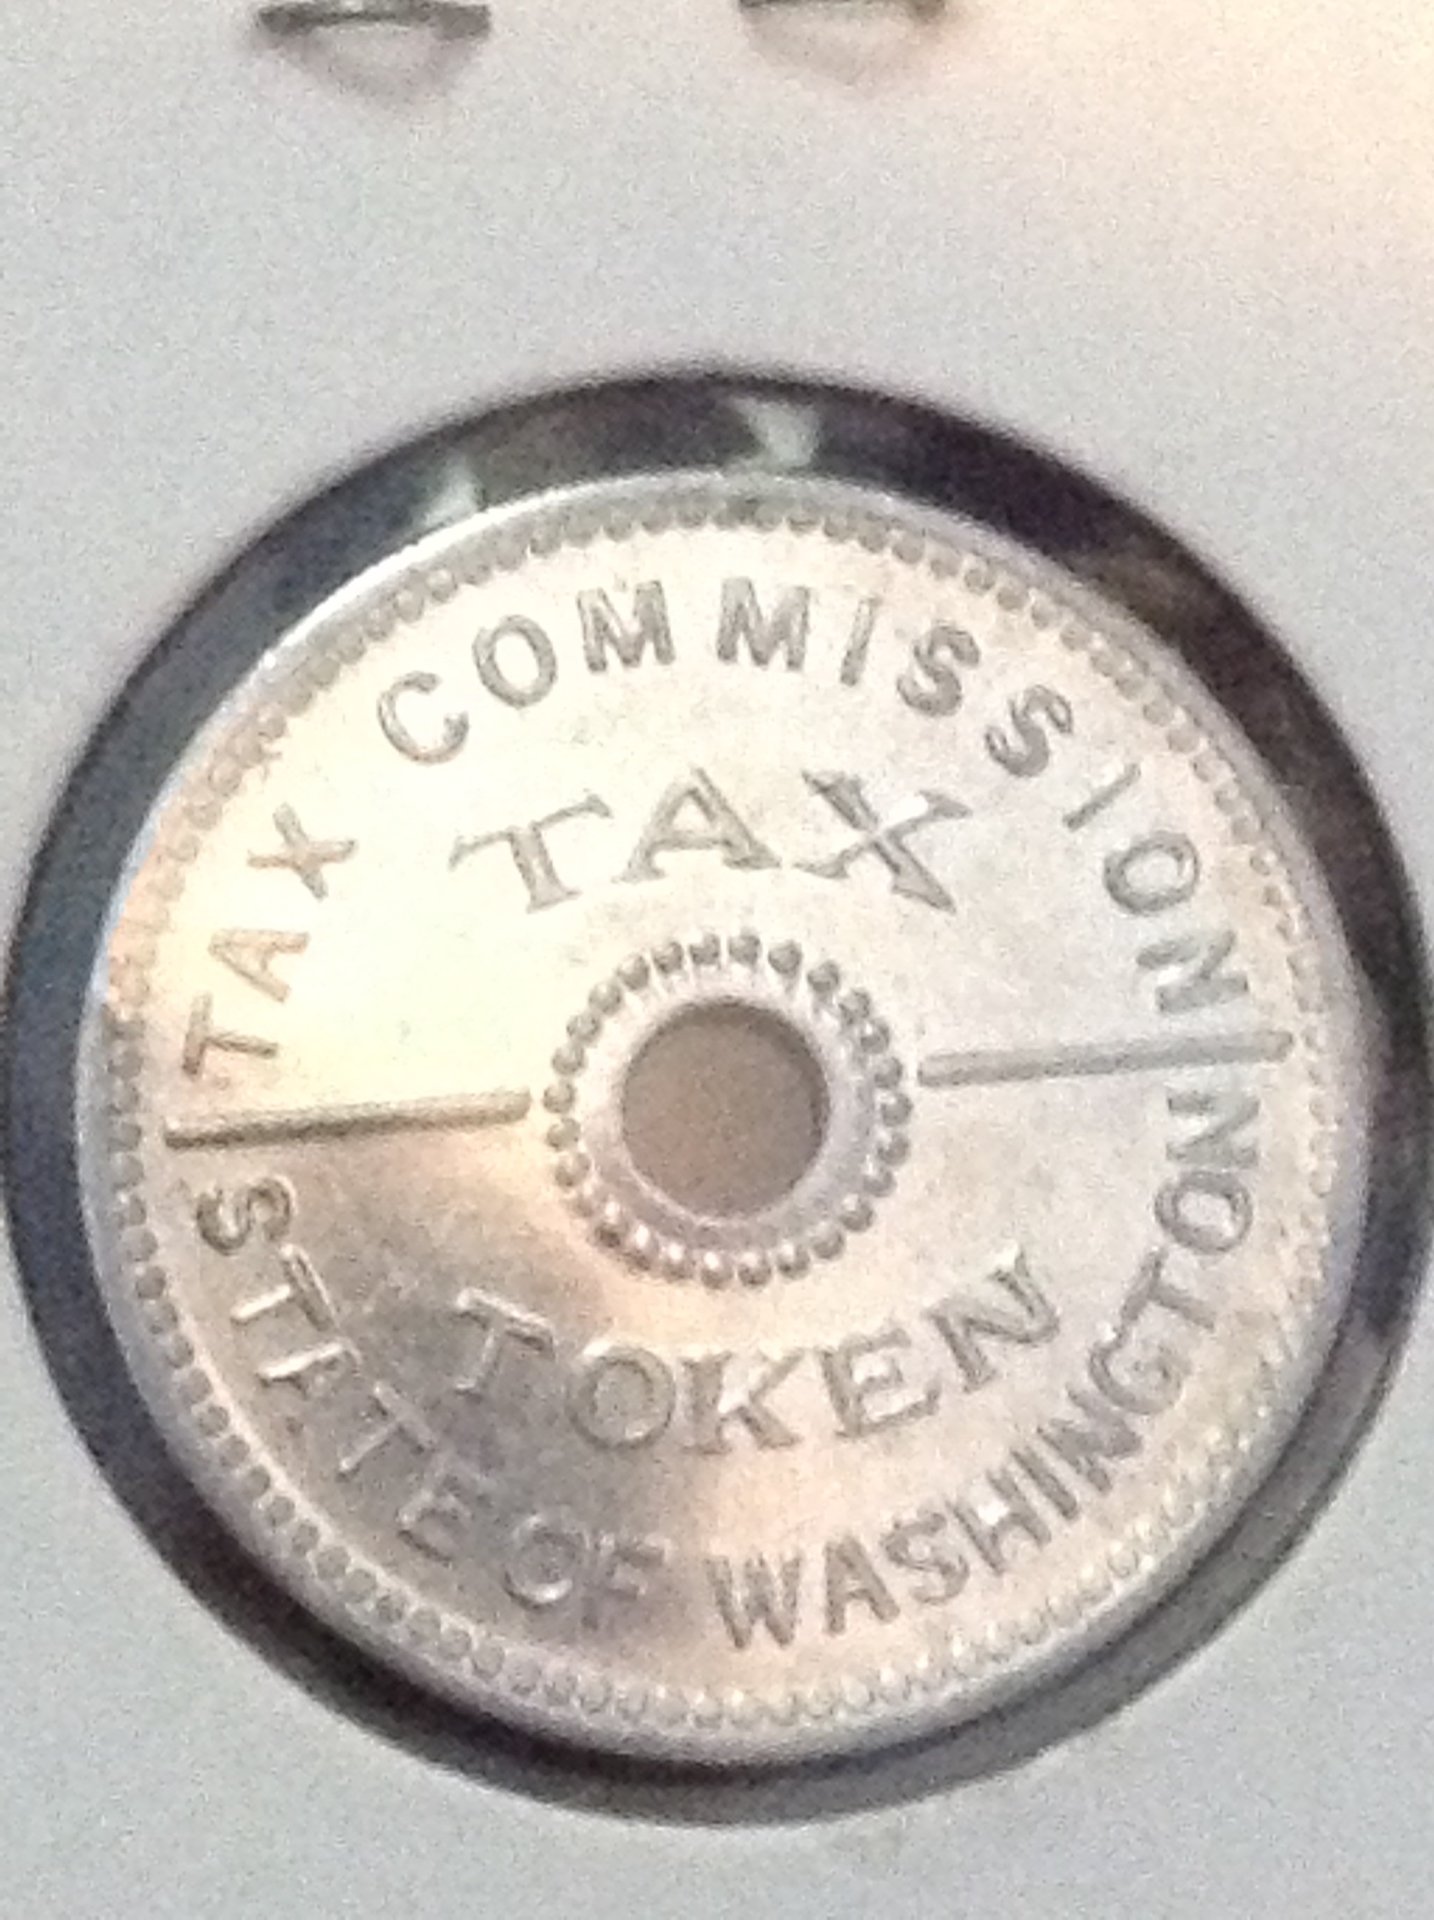 TAX COMMISSION
TAX
TOKEN
STATE OF WASHINGTON